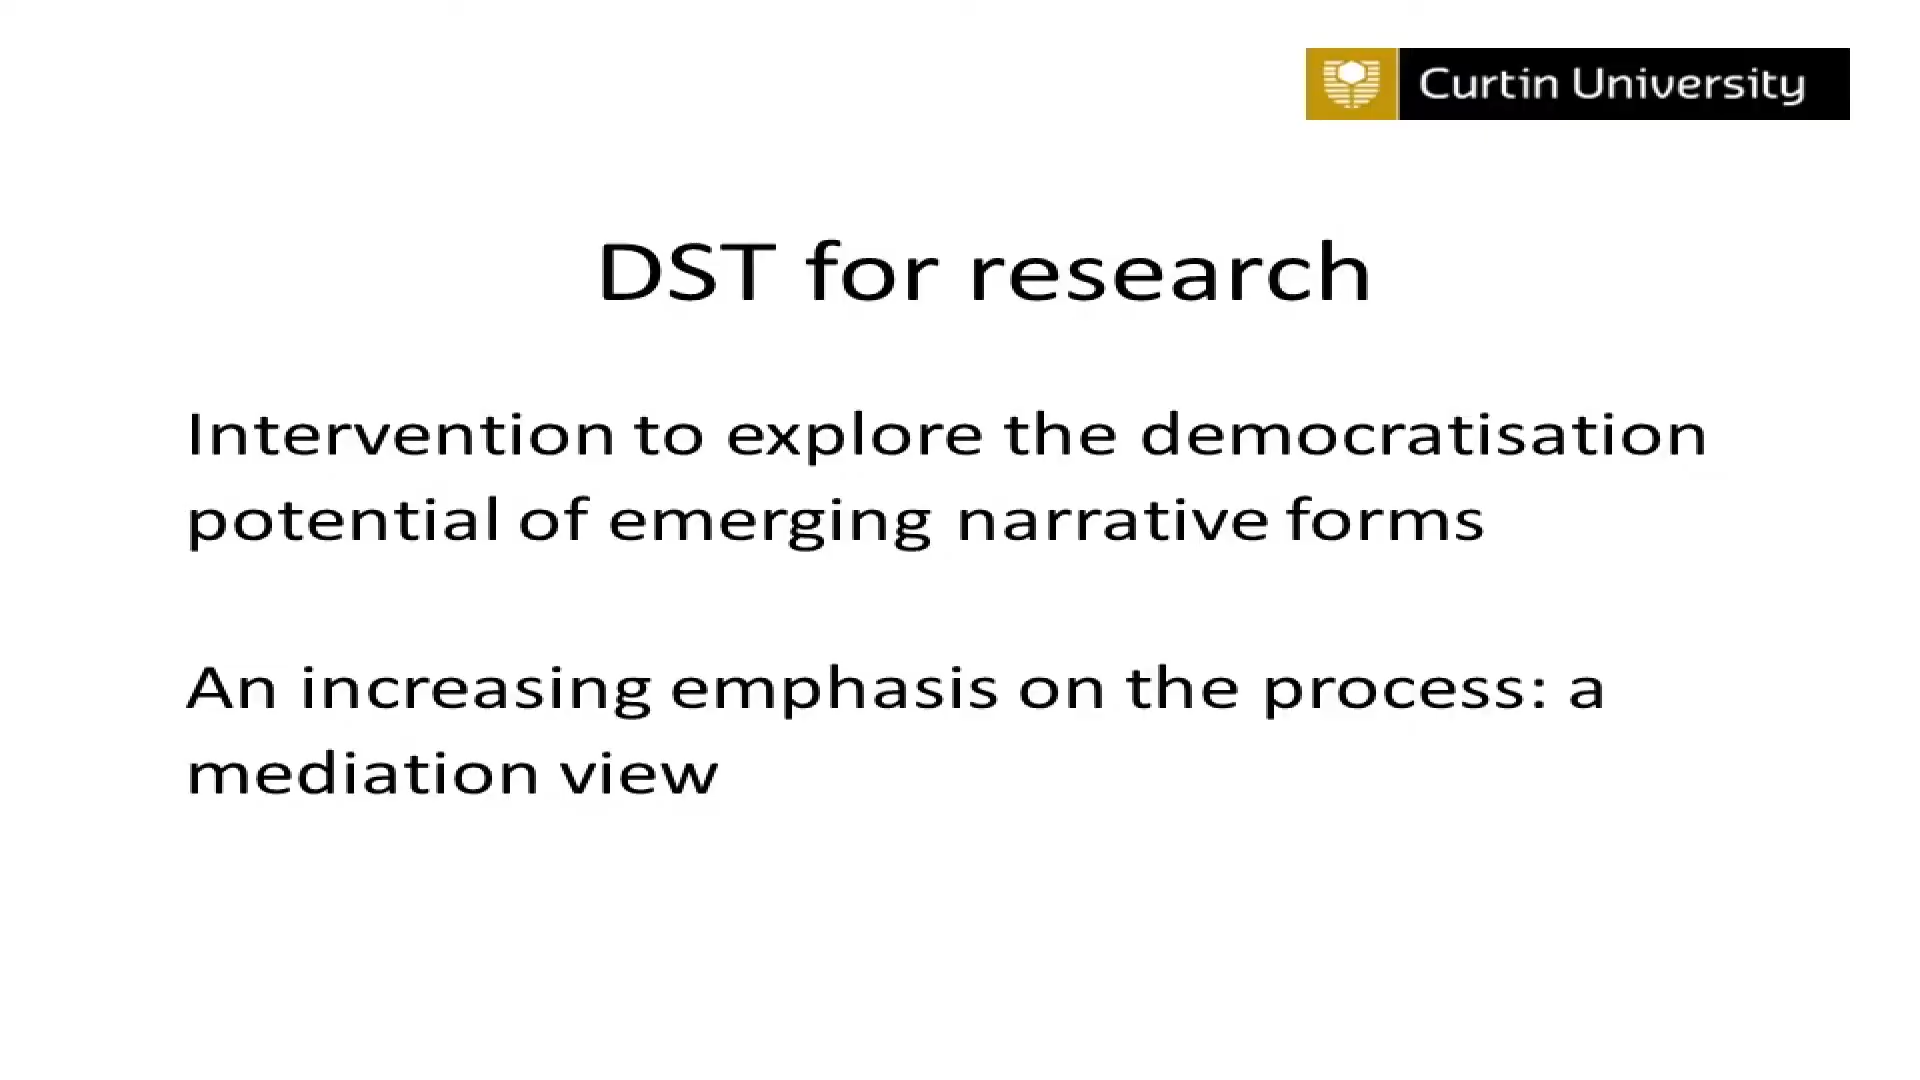 Curtin University
DST for research
Intervention to explore the democratisation
potential of emerging narrative forms
An increasing emphasis on the process: a
mediation view